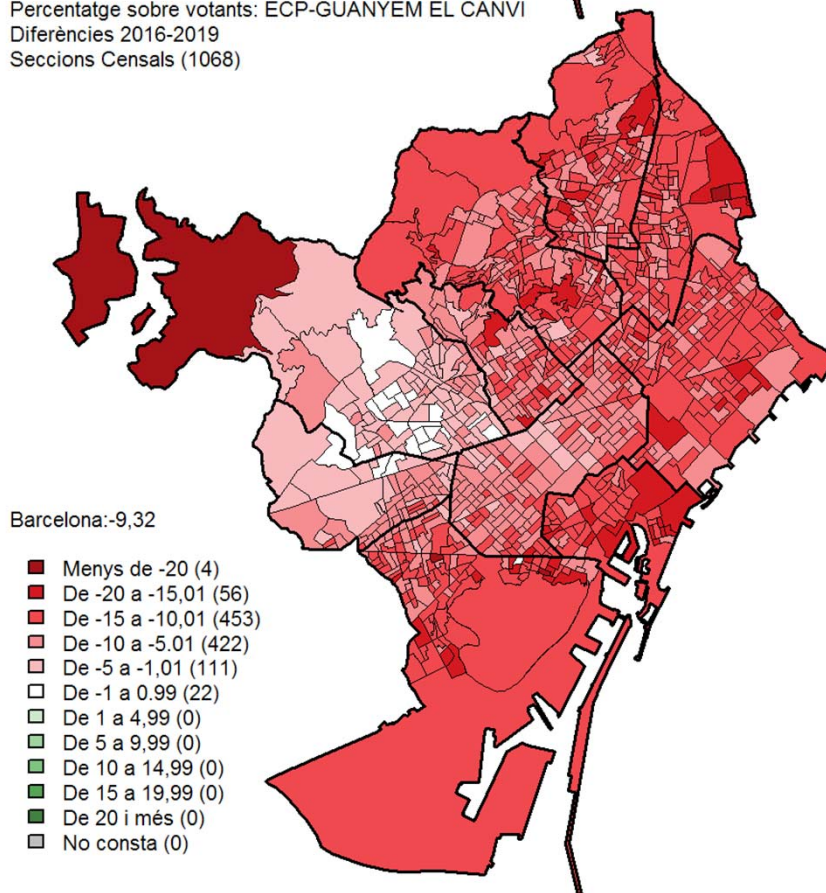 Percentatge sobre votants: ECP-GUANYEM EL CANVI
Diferències 2016-2019
Seccions Censals (1068)
Barcelona:-9,32
Menys de -20 (4)
De -20 a -15,01 (56)
De -15 a -10,01 (453)
De -10 a -5.01 (422)
De -5 a -1,01 (111)
De -1 a 0.99 (22)
De 1 a 4,99 (0)
De 5 a 9,99 (0)
De 10 a 14,99 (0)
De 15 a 19,99 (0)
De 20 i més (0)
No consta (0)